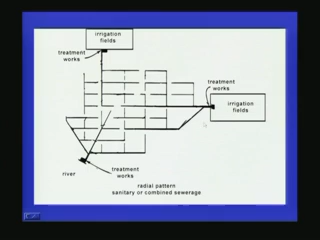 irrigation
fields
treatment
works
treatment
works
irrigation
fields
river
treatment
works
radial pattern
sanitary or combined sewerage